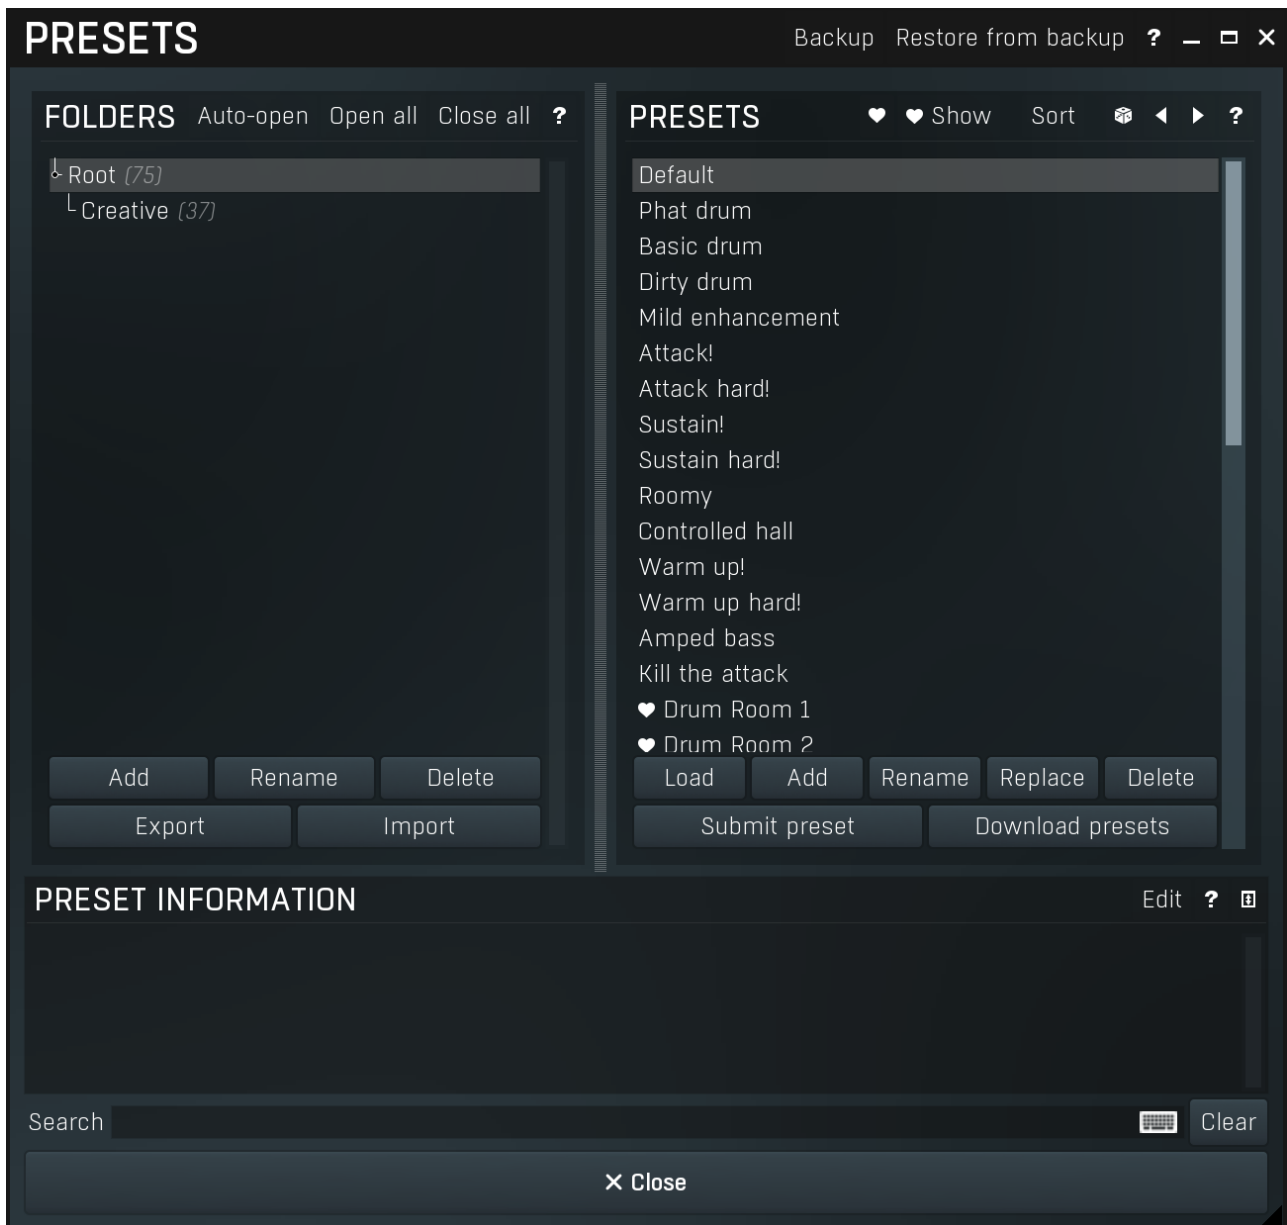 PRESETS Backup Restore from backup ?
FOLDERS Auto-open Open all Close all ?
Root (75)
Creative (37)
Add Rename Delete
Export Import
PRESETS Show Sort ?
Default
Phat drum
Basic drum
Dirty drum
Mild enhancement
Attack!
Attack hard!
Sustain!
Sustain hard!
Roomy
Controlled hall
Warm up!
Warm up hard!
Amped bass
Kill the attack
Drum Room 1
Drum Room 2
Load Add Rename Replace Delete
Submit preset Download presets
PRESET INFORMATION Edit ?
Search Clear
Close